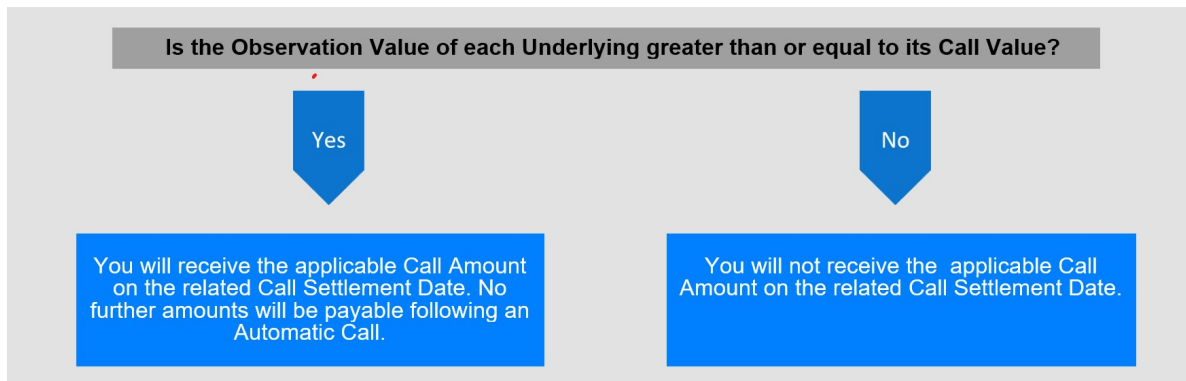 Is the Observation Value of each Underlying greater than or equal to its Call Value?
Yes
No
You will receive the applicable Call Amount
on the related Call Settlement Date. No
further amounts will be payable following an
Automatic Call.
You will not receive the applicable Call
Amount on the related Call Settlement Date.